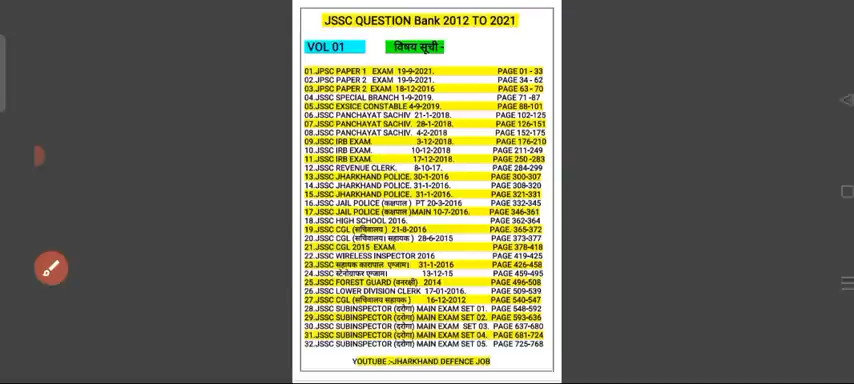 JSSC QUESTION Bank 2012 TO 2021
VOL 01 विषय सूची -
01.JPSC PAPER 1 EXAM 19-9-2021. PAGE 01 - 33
02.JPSC PAPER 2 EXAM 19-9-2021. PAGE 34 - 62
03.JPSC PAPER 2 EXAM 18-12-2016 PAGE 63 - 70
04.JSSC SPECIAL BRANCH 1-9-2019. PAGE 71 -87
05.JSSC EXSICE CONSTABLE 4-9-2019. PAGE 88-101
06.JSSC PANCHAYAT SACHIV 21-1-2018. PAGE 102-125
07.JSSC PANCHAYAT SACHIV. 28-1-2018. PAGE 126-151
08.JSSC PANCHAYAT SACHIV. 4-2-2018 PAGE 152-175
09.JSSC IRB EXAM. 3-12-2018. PAGE 176-210
10.JSSC IRB EXAM. 10-12-2018 PAGE 211-249
11.JSSC IRB EXAM. 17-12-2018. PAGE 250 -283
12.JSSC REVENUE CLERK. 8-10-17. PAGE 284-299
13.JSSC JHARKHAND POLICE. 30-1-2016 PAGE 300-307
14.JSSC JHARKHAND POLICE. 31-1-2016. PAGE 308-320
15.JSSC JHARKHAND POLICE. 31-1-2016 PAGE 321-331
16.JSSC JAIL POLICE (कक्षपाल ) PT 20-3-2016 PAGE 332-345
17.JSSC JAIL POLICE (कक्षपाल )MAIN 10-7-2016. PAGE 346-361
18.JSSC HIGH SCHOOL 2016. PAGE 362-364
19.JSSC CGL (सचिवालय ) 21-8-2016 PAGE. 365-372
20.JSSC CGL (सचिवालय। सहायक ) 28-6-2015 PAGE 373-377
21.JSSC CGL 2015 EXAM. PAGE 378-418
22.JSSC WIRELESS INSPECTOR 2016 PAGE 419-425
23.JSSC सहायक कारापाल एग्जाम। 31-1-2016 PAGE 426-458
24.JSSC स्टेनोग्राफर एग्जाम। 13-12-15 PAGE 459-495
25.JSSC FOREST GUARD (वनरक्षी) 2014 PAGE 496-508
26.JSSC LOWER DIVISION CLERK 17-01-2016. PAGE 509-539
27.JSSC CGL (सचिवालय सहायक ) 16-12-2012 PAGE 540-547
28.JSSC SUBINSPECTOR (दरोगा) MAIN EXAM SET 01. PAGE 548-592
29.JSSC SUBINSPECTOR (दरोगा) MAIN EXAM SET 02. PAGE 593-636
30.JSSC SUBINSPECTOR (दरोगा) MAIN EXAM SET 03. PAGE 637-680
31.JSSC SUBINSPECTOR (दरोगा) MAIN EXAM SET 04. PAGE 681-724
32.JSSC SUBINSPECTOR (दरोगा) MAIN EXAM SET 05. PAGE 725-768
YOUTUBE :-JHARKHAND DEFENCE JOB